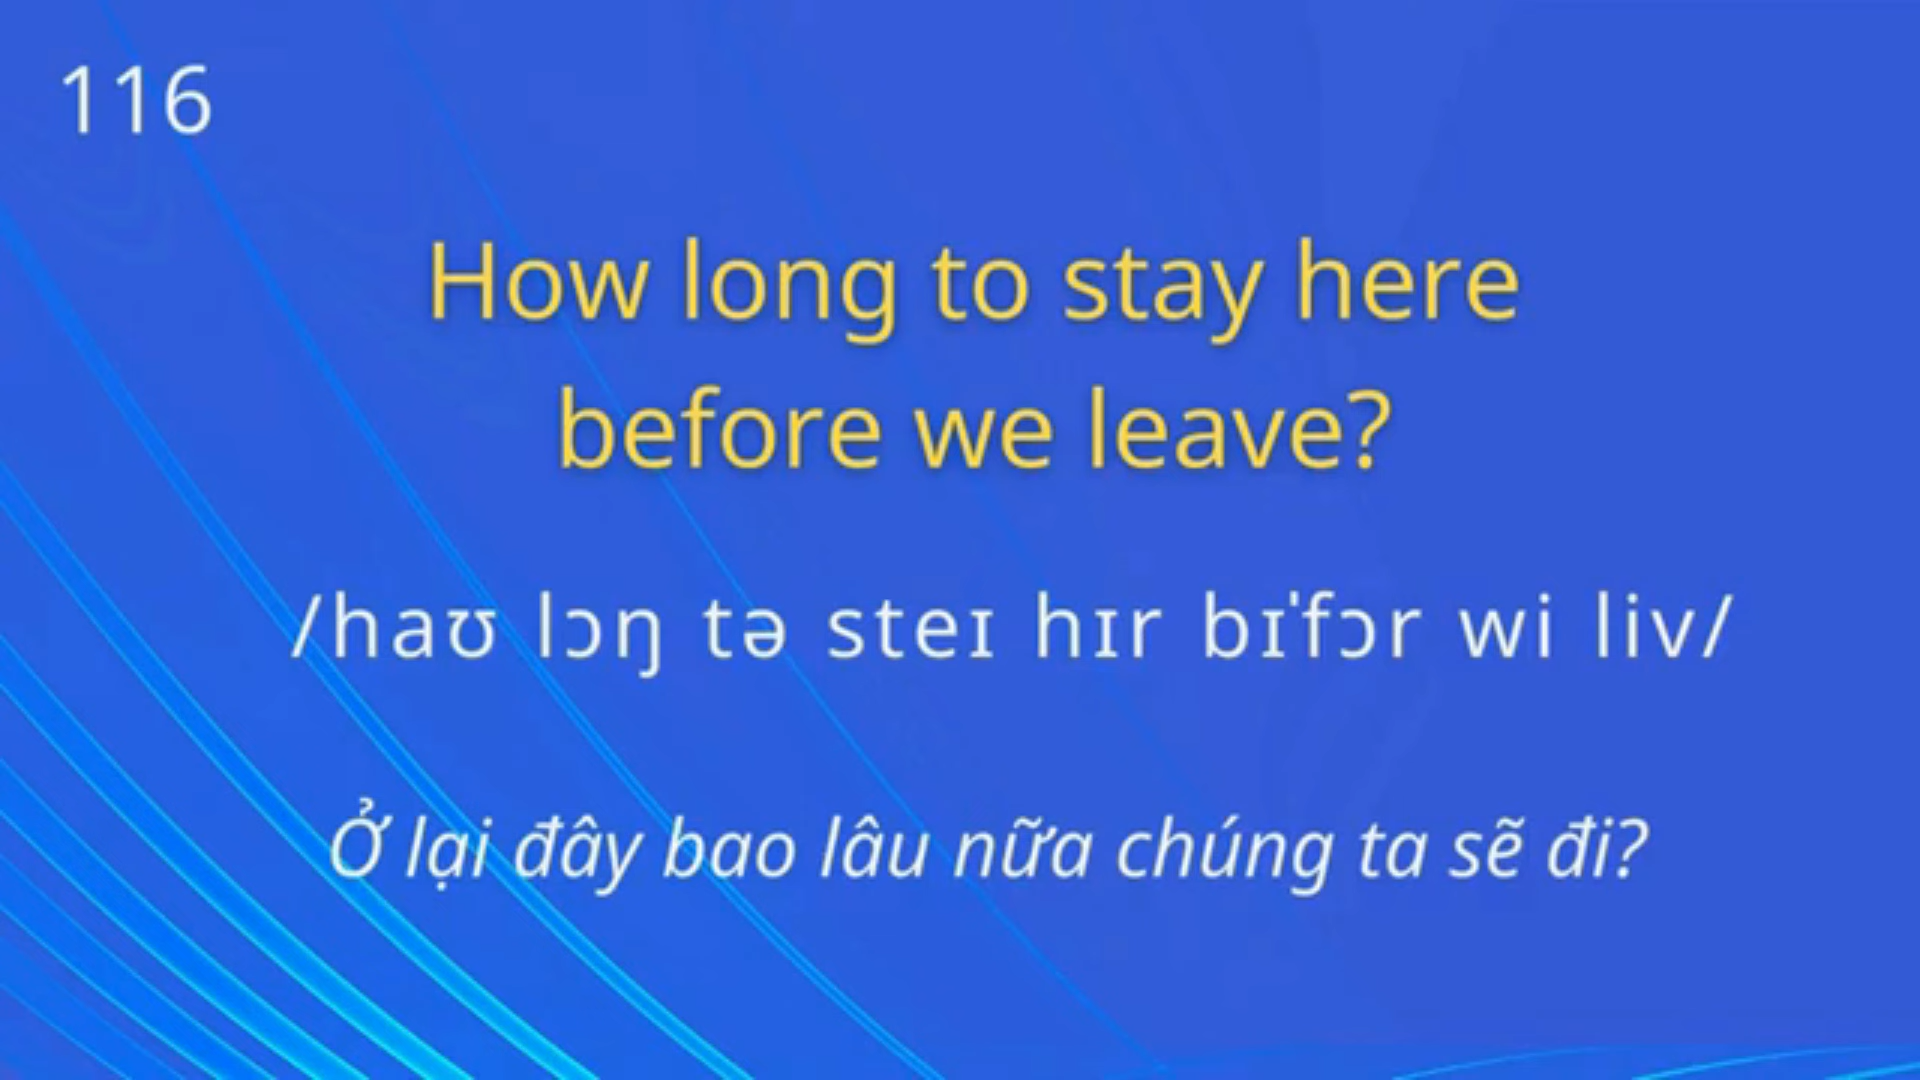 116
How long to stay here
before we leave?
/haʊ lɔŋ tə steɪ hɪr bɪˈfɔr wi liv/
Ở lại đây bao lâu nữa chúng ta sẽ đi?